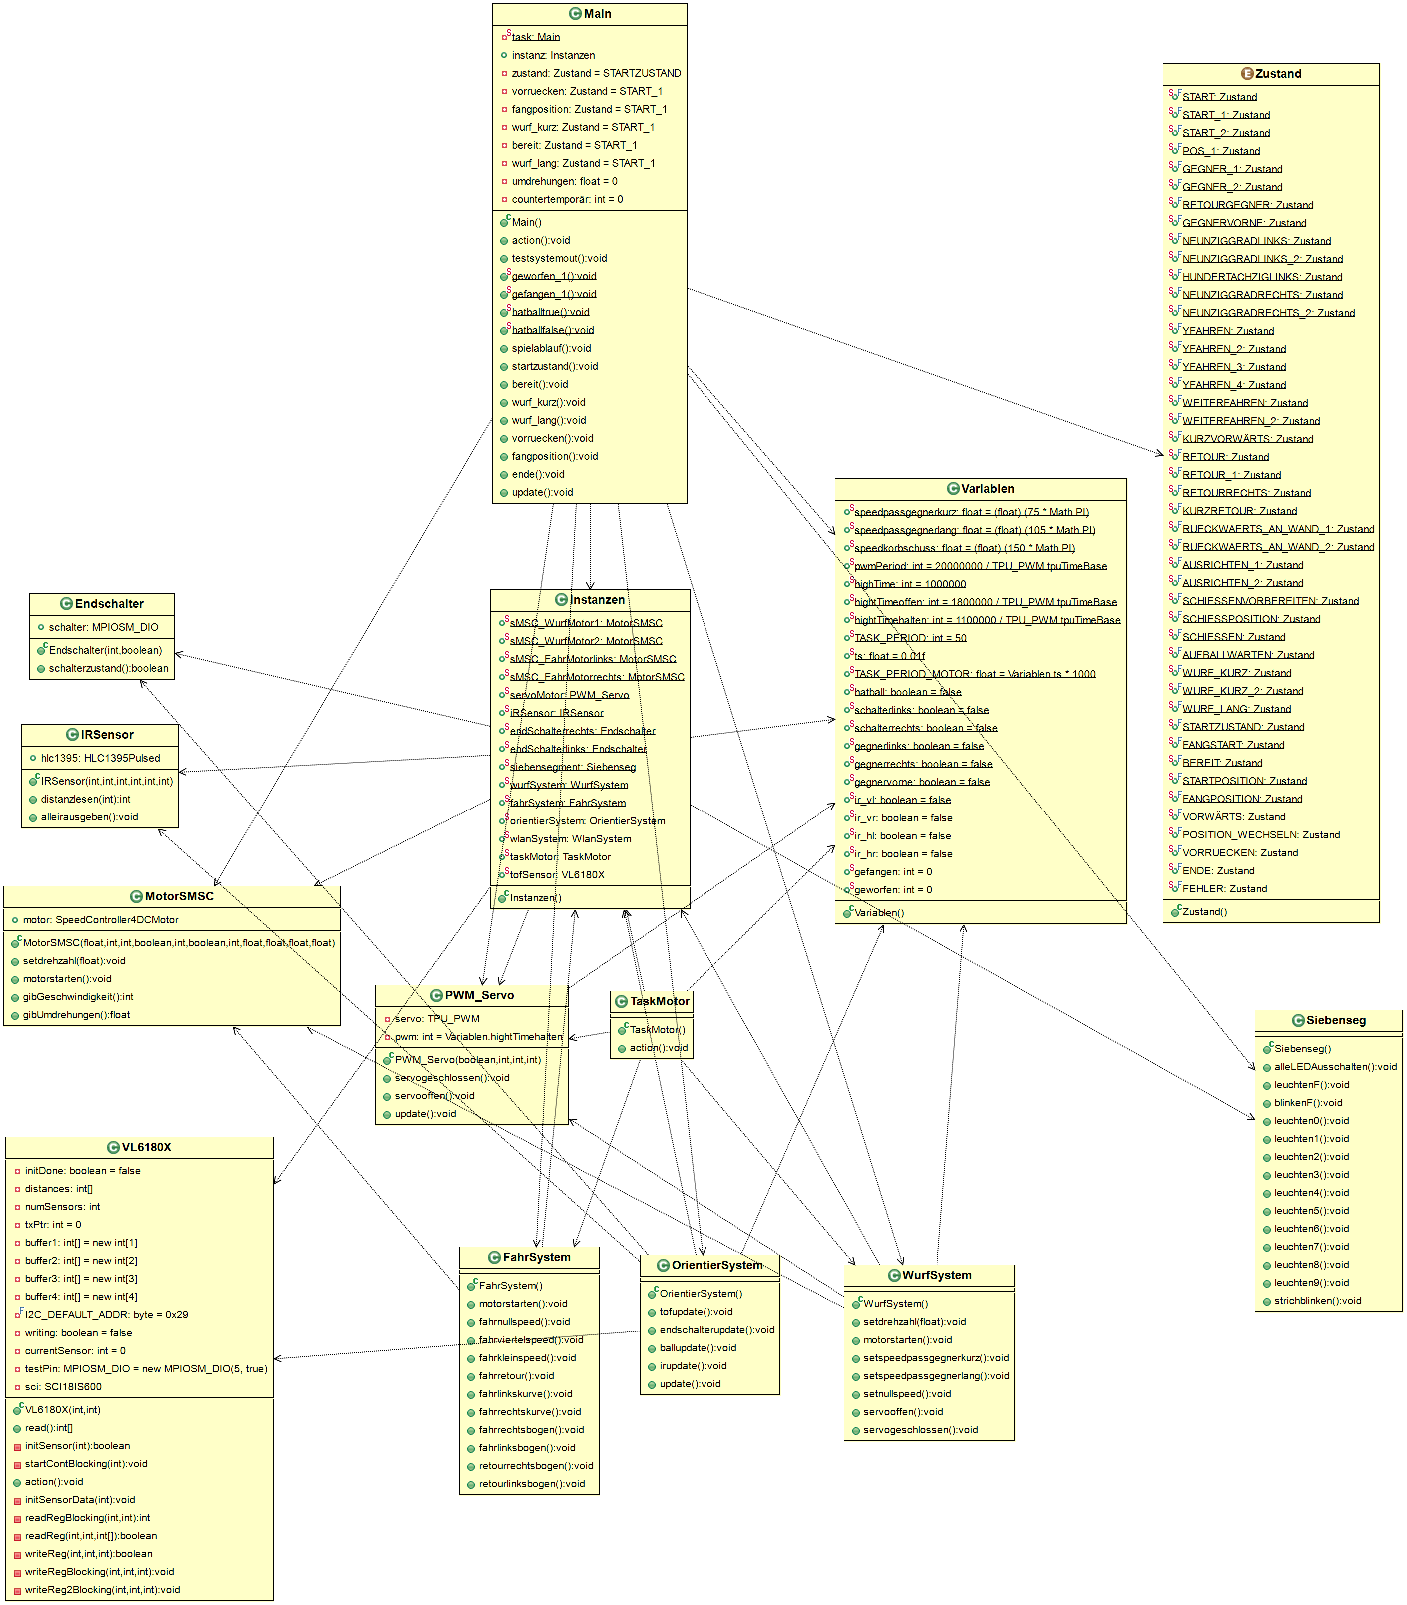 Main
task: Main
instanz: Instanzen
zustand: Zustand = STARTZUSTAND
vorruecken: Zustand = START_1
fangposition: Zustand = START_1
wurf_kurz: Zustand = START_1
bereit: Zustand = START_1
wurf_lang: Zustand = START_1
umdrehungen: float = 0
countertemporär: int = 0
Main()
action():void
testsystemout():void
geworfen_1():void
gefangen_1():void
hatballtrue():void
hatballfalse():void
spielablauf():void
startzustand():void
bereit():void
wurf_kurz():void
wurf_lang():void
vorruecken():void
fangposition():void
ende():void
update():void
Zustand
START: Zustand
START_1: Zustand
START_2: Zustand
POS_1: Zustand
GEGNER_1: Zustand
GEGNER_2: Zustand
RETOURGEGNER: Zustand
GEGNERVORNE: Zustand
NEUNZIGGRADLINKS: Zustand
NEUNZIGGRADLINKS_2: Zustand
HUNDERTACHZIGLINKS: Zustand
NEUNZIGGRADRECHTS: Zustand
NEUNZIGGRADRECHTS_2: Zustand
YFAHREN: Zustand
YFAHREN_2: Zustand
YFAHREN_3: Zustand
YFAHREN_4: Zustand
WEITERFAHREN: Zustand
WEITERFAHREN_2: Zustand
KURZVORWÄRTS: Zustand
RETOUR: Zustand
RETOUR_1: Zustand
RETOURRECHTS: Zustand
KURZRETOUR: Zustand
RUECKWAERTS_AN_WAND_1: Zustand
RUECKWAERTS_AN_WAND_2: Zustand
AUSRICHTEN_1: Zustand
AUSRICHTEN_2: Zustand
SCHIESSENVORBEREITEN: Zustand
SCHIESSPOSITION: Zustand
SCHIESSEN: Zustand
AUFBALLWARTEN: Zustand
WURF_KURZ: Zustand
WURF_KURZ_2: Zustand
WURF_LANG: Zustand
STARTZUSTAND: Zustand
FANGSTART: Zustand
BEREIT: Zustand
STARTPOSITION: Zustand
FANGPOSITION: Zustand
VORWÄRTS: Zustand
POSITION_WECHSELN: Zustand
VORRUECKEN: Zustand
ENDE: Zustand
FEHLER: Zustand
Zustand()
Variablen
speedpassgegnerkurz: float = (float) (75 * Math.PI)
speedpassgegnerlang: float = (float) (105 * Math.PI)
speedkorbschuss: float = (float) (150 * Math.PI)
pwmPeriod: int = 20000000 / TPU_PWM.tpuTimeBase
highTime: int = 1000000
hightTimeoffen: int = 1800000 / TPU_PWM.tpuTimeBase
hightTimehalten: int = 1100000 / TPU_PWM.tpuTimeBase
TASK_PERIOD: int = 50
ts: float = 0.01f
TASK_PERIOD_MOTOR: float = Variablen.ts * 1000
hatball: boolean = false
schalterlinks: boolean = false
schalterrechts: boolean = false
gegnerlinks: boolean = false
gegnerrechts: boolean = false
gegnervorne: boolean = false
ir_vl: boolean = false
ir_vr: boolean = false
ir_hl: boolean = false
ir_hr: boolean = false
gefangen: int = 0
geworfen: int = 0
Variablen()
Endschalter
schalter: MPIOSM_DIO
Endschalter(int,boolean)
schalterzustand():boolean
Instanzen
sMSC_WurfMotor1: MotorSMSC
sMSC_WurfMotor2: MotorSMSC
sMSC_FahrMotorlinks: MotorSMSC
sMSC_FahrMotorrechts: MotorSMSC
servoMotor: PWM_Servo
iRSensor: IRSensor
endSchalterrechts: Endschalter
endSchalterlinks: Endschalter
siebensegment: Siebenseg
wurfSystem: WurfSystem
fahrSystem: FahrSystem
orientierSystem: OrientierSystem
wlanSystem: WlanSystem
taskMotor: TaskMotor
tofSensor: VL6180X
Instanzen()
IRSensor
hlc1395: HLC1395Pulsed
IRSensor(int,int,int,int,int,int,int)
distanzlesen(int):int
alleirausgeben():void
MotorSMSC
motor: SpeedController4DCMotor
MotorSMSC(float,int,int,boolean,int,boolean,int,float,float,float,float)
setdrehzahl(float):void
motorstarten():void
gibGeschwindigkeit():int
gibUmdrehungen():float
PWM_Servo
servo: TPU_PWM
pwm: int = Variablen.hightTimehalten
PWM_Servo(boolean,int,int,int)
servogeschlossen():void
servooffen():void
update():void
TaskMotor
TaskMotor()
action():void
Siebenseg
Siebenseg()
alleLEDAusschalten():void
leuchtenF():void
blinkenF():void
leuchten0():void
leuchten1():void
leuchten2():void
leuchten3():void
leuchten4():void
leuchten5():void
leuchten6():void
leuchten7():void
leuchten8():void
leuchten9():void
strichblinken():void
VL6180X
initDone: boolean = false
distances: int[]
numSensors: int
txPtr: int = 0
buffer1: int[] = new int[1]
buffer2: int[] = new int[2]
buffer3: int[] = new int[3]
buffer4: int[] = new int[4]
I2C_DEFAULT_ADDR: byte = 0x29
writing: boolean = false
currentSensor: int = 0
testPin: MPIOSM_DIO = new MPIOSM_DIO(5, true)
sci: SCI18IS600
VL6180X(int,int)
read():int[]
initSensor(int):boolean
startContBlocking(int):void
action():void
initSensorData(int):void
readRegBlocking(int,int):int
readReg(int,int,int[]):boolean
writeReg(int,int,int):boolean
writeRegBlocking(int,int,int):void
writeReg2Blocking(int,int,int):void
FahrSystem
FahrSystem()
motorstarten():void
fahrnullspeed():void
fahrviertelspeed():void
fahrkleinspeed():void
fahrretour():void
fahrlinkskurve():void
fahrrechtskurve():void
fahrrechtsbogen():void
fahrlinksbogen():void
retourrechtsbogen():void
retourlinksbogen():void
OrientierSystem
OrientierSystem()
tofupdate():void
endschalterupdate():void
ballupdate():void
irupdate():void
update():void
WurfSystem
WurfSystem()
setdrehzahl(float):void
motorstarten():void
setspeedpassgegnerkurz():void
setspeedpassgegnerlang():void
setnullspeed():void
servooffen():void
servogeschlossen():void